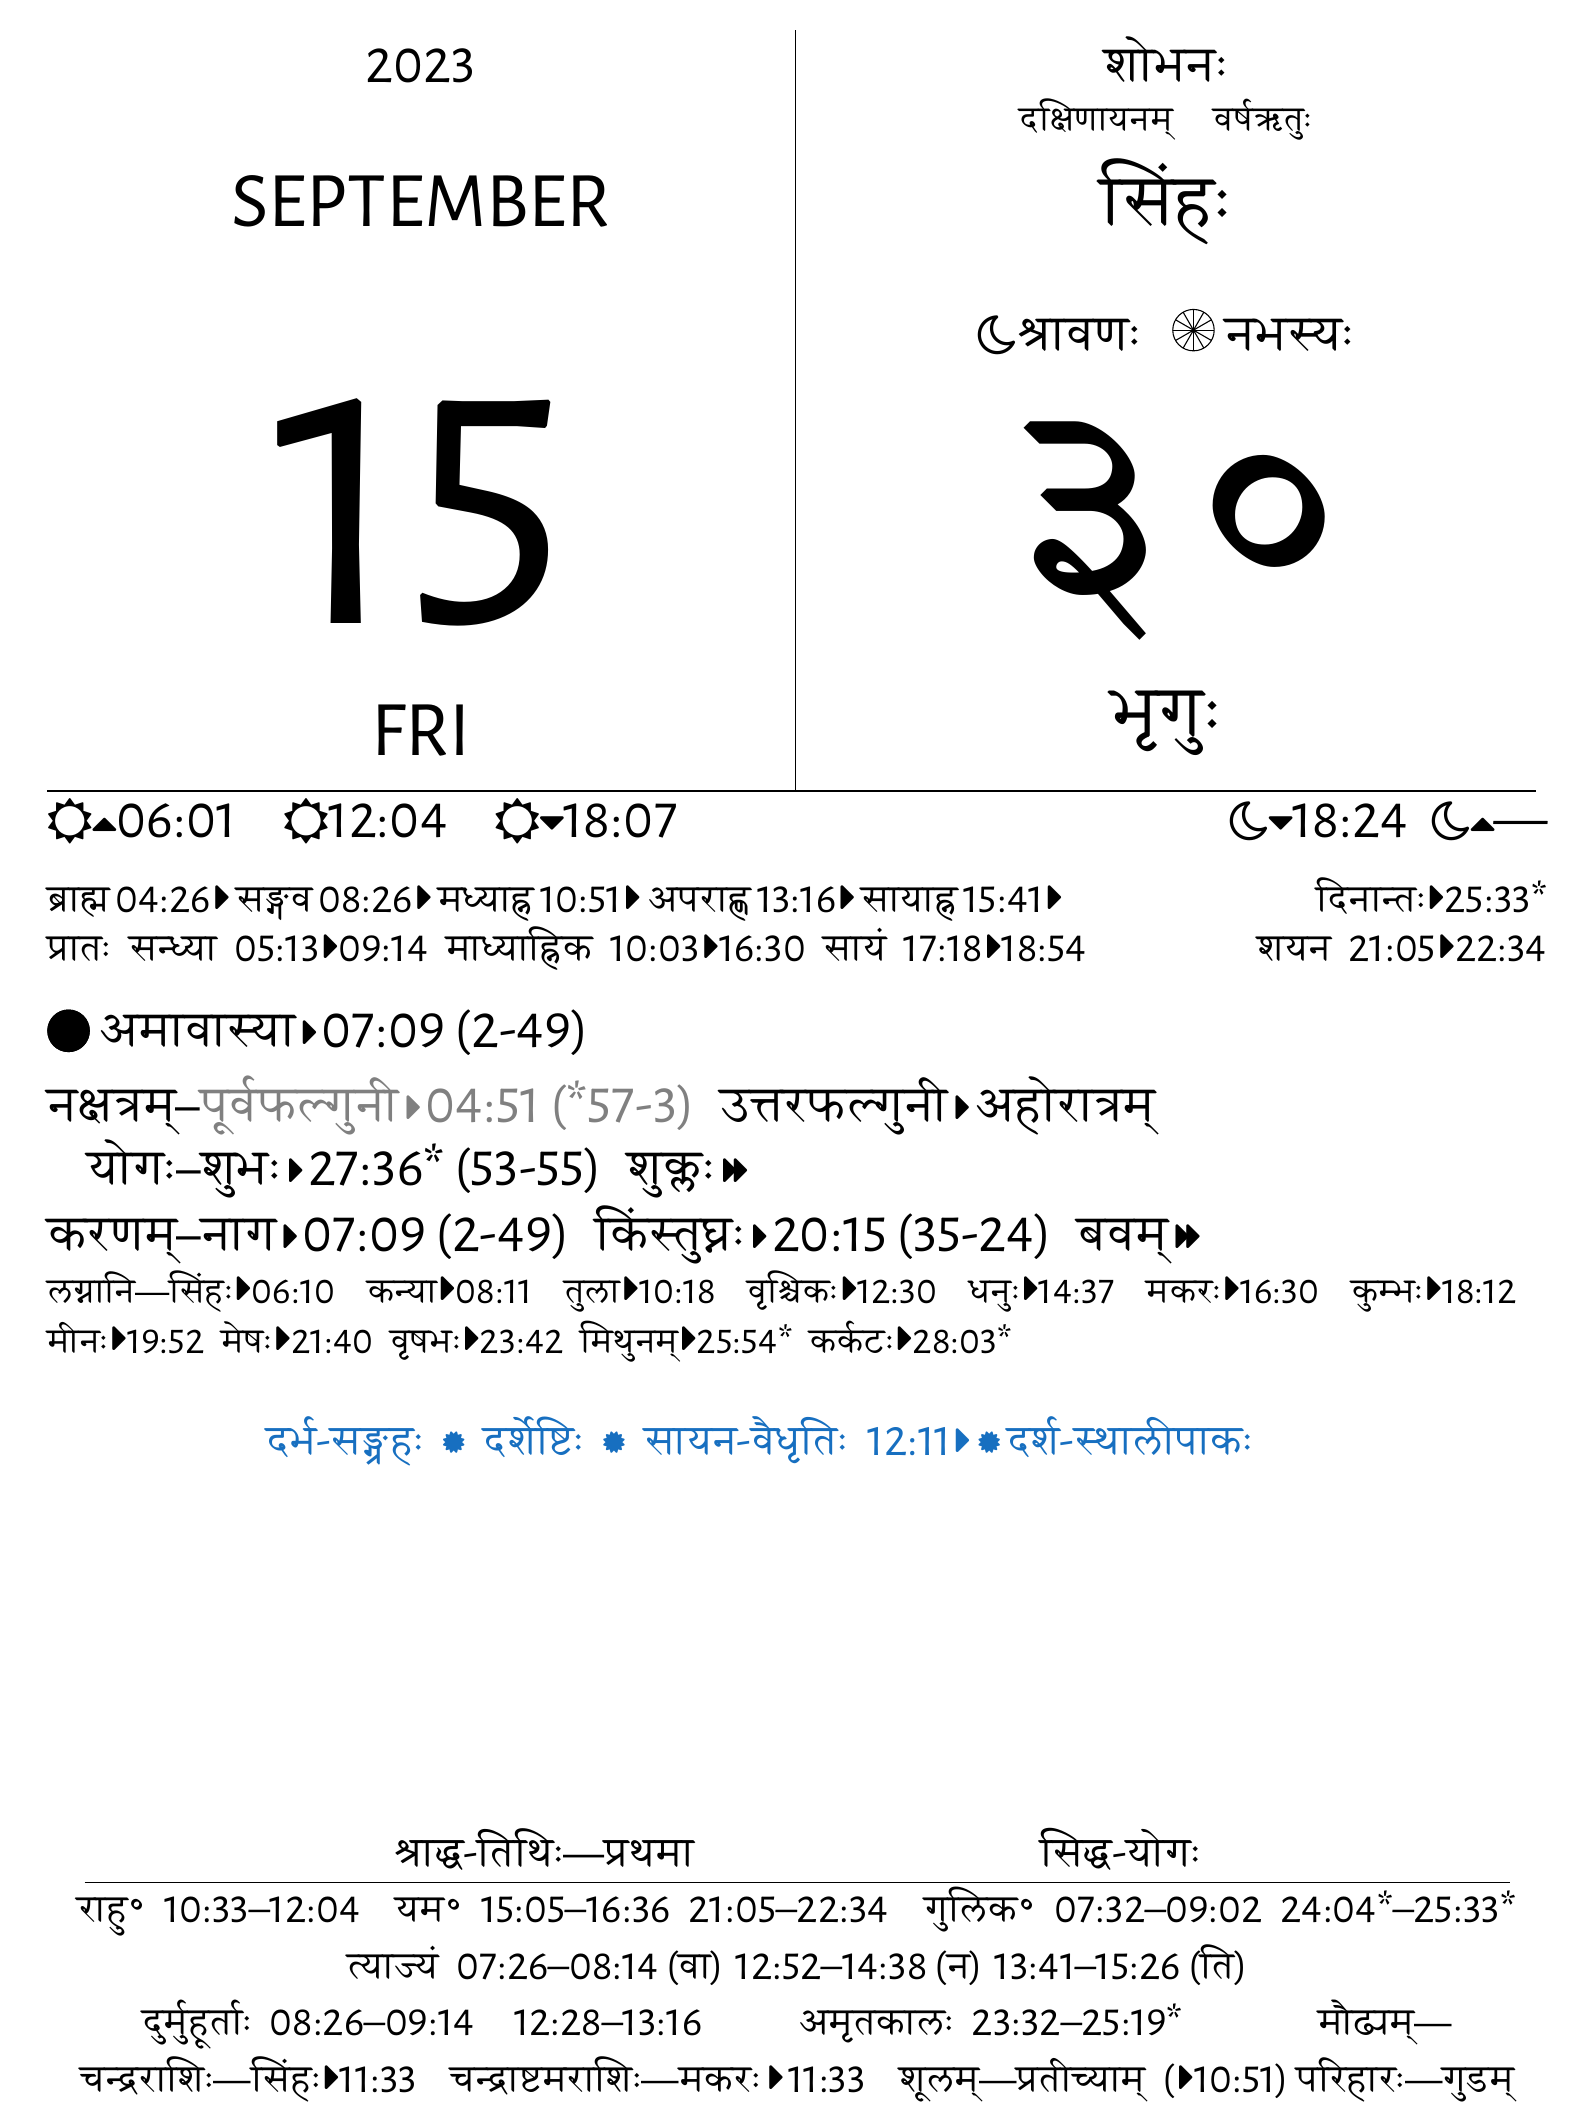 2023
SEPTEMBER
15
FRI
शोभनः
दक्षिणायनम् वर्षऋतुः
सिंहः
श्रावणः नभस्यः
३०
भृगुः
06:01 12:04 18:07 18:24 —
ब्राह्म 04:26 सङ्गव 08:26 मध्याह्न 10:51 अपराह्ण 13:16 सायाह्न 15:41 दिनान्तः 25:33*
प्रातः सन्ध्या 05:13 09:14 माध्याह्निक 10:03 16:30 सायं 17:18 18:54 शयन 21:05 22:34
अमावास्या 07:09 (2-49)
नक्षत्रम्–पूर्वफल्गुनी 04:51 (*57-3) उत्तरफल्गुनी अहोरात्रम्
योगः–शुभः 27:36* (53-55) शुक्लः
करणम्–नाग 07:09 (2-49) किंस्तुघ्नः 20:15 (35-24) बवम्
लग्नानि—सिंहः 06:10 कन्या 08:11 तुला 10:18 वृश्चिकः 12:30 धनुः 14:37 मकरः 16:30 कुम्भः 18:12
मीनः 19:52 मेषः 21:40 वृषभः 23:42 मिथुनम् 25:54* कर्कटः 28:03*
दर्भ-सङ्ग्रहः दर्शेष्टिः सायन-वैधृतिः 12:11 दर्श-स्थालीपाकः
श्राद्ध-तिथिः—प्रथमा सिद्ध-योगः
राहु° 10:33–12:04 यम° 15:05–16:36 21:05–22:34 गुलिक° 07:32–09:02 24:04*–25:33*
त्याज्यं 07:26–08:14 (वा) 12:52–14:38 (न) 13:41–15:26 (ति)
दुर्मुहूर्ताः 08:26–09:14 12:28–13:16 अमृतकालः 23:32–25:19* मौढ्यम्—
चन्द्रराशिः—सिंहः 11:33 चन्द्राष्टमराशिः—मकरः 11:33 शूलम्—प्रतीच्याम् ( 10:51) परिहारः—गुडम्